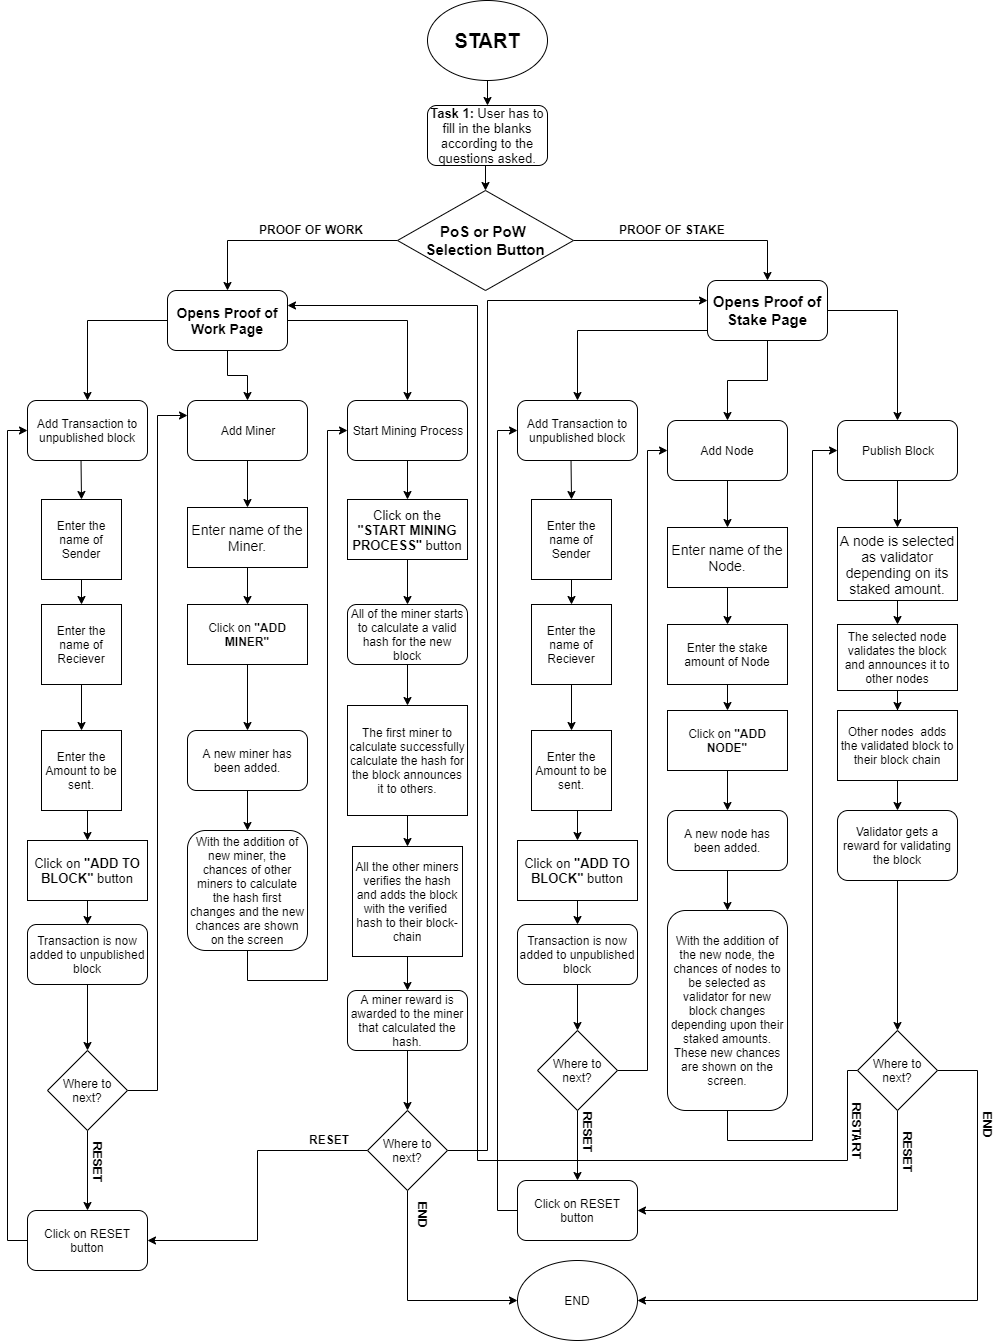 START
Task 1: User has to
fill in the blanks
according to the
questions asked.
PoS or PoW
Selection Button
PROOF OF WORK
PROOF OF STAKE
Opens Proof of
Work Page
Opens Proof of
Stake Page
Add Transaction to
unpublished block
Enter the
name of
Sender
Enter the
name of
Reciever
Enter the
Amount to be
sent.
Click on "ADD TO
BLOCK" button
Transaction is now
added to unpublished
block
Where to
next?
RESET
Click on RESET
button
Add Miner
Enter name of the
Miner.
Click on "ADD
MINER"
A new miner has
been added.
With the addition of
new miner, the
chances of other
miners to calculate
the hash first
changes and the new
chances are shown
on the screen
Start Mining Process
Click on the
"START MINING
PROCESS" button
All of the miner starts
to calculate a valid
hash for the new
block
The first miner to
calculate successfully
calculate the hash for
the block announces
it to others.
All the other miners
verifies the hash
and adds the block
with the verified
hash to their block-
chain
A miner reward is
awarded to the miner
that calculated the
hash.
Where to
next?
RESET
END
Add Transaction to
unpublished block
Enter the
name of
Sender
Enter the
name of
Reciever
Enter the
Amount to be
sent.
Click on "ADD TO
BLOCK" button
Transaction is now
added to unpublished
block
Where to
next?
RESET
Click on RESET
button
Add Node
Enter name of the
Node.
Enter the stake
amount of Node
Click on "ADD
NODE"
A new node has
been added.
With the addition of
the new node, the
chances of nodes to
be selected as
validator for new
block changes
depending upon their
staked amounts.
These new chances
are shown on the
screen.
Publish Block
A node is selected
as validator
depending on its
staked amount.
The selected node
validates the block
and announces it to
other nodes
Other nodes  adds
the validated block to
their block chain
Validator gets a
reward for validating
the block
Where to
next?
RESTART
RESET
END
END